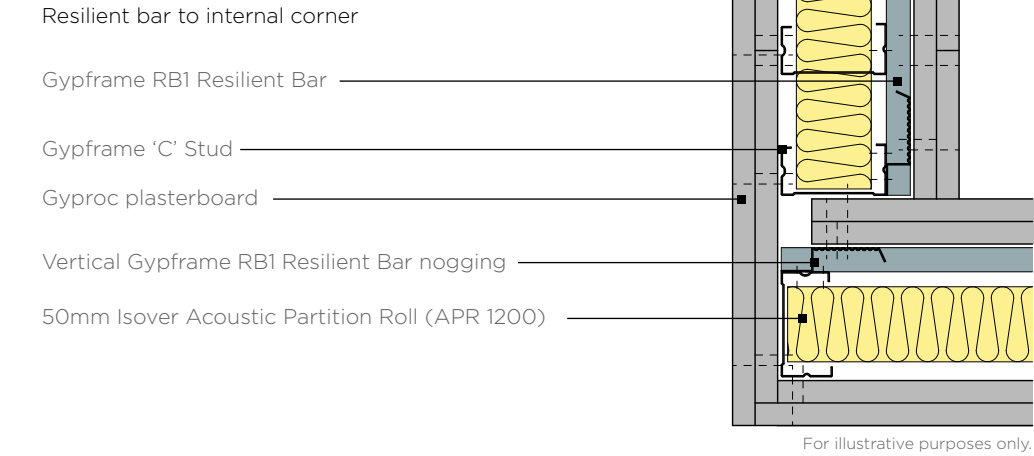 Resilient bar to internal corner
Gypframe RB1 Resilient Bar
Gypframe ‘C’ Stud
Gyproc plasterboard
Vertical Gypframe RB1 Resilient Bar nogging
50mm Isover Acoustic Partition Roll (APR 1200)
For illustrative purposes only.